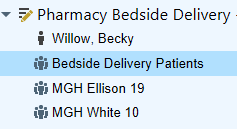 Pharmacy Bedside Delivery
Willow, Becky
Bedside Delivery Patients
MGH Ellison 19
MGH White 10